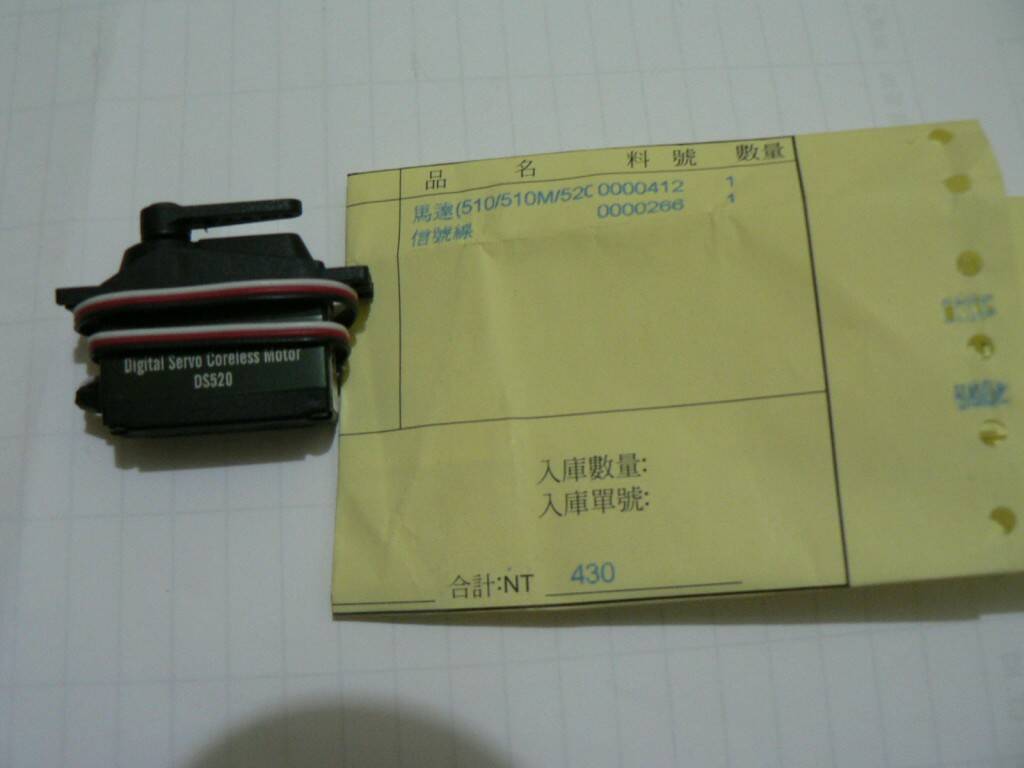 Digital Servo Coreless Motor
DS520
品 名 料 號 數量
馬達(510/510M/520 0000412 1
信號線 0000266 1
入庫數量:
入庫單號:
合計:NT 430